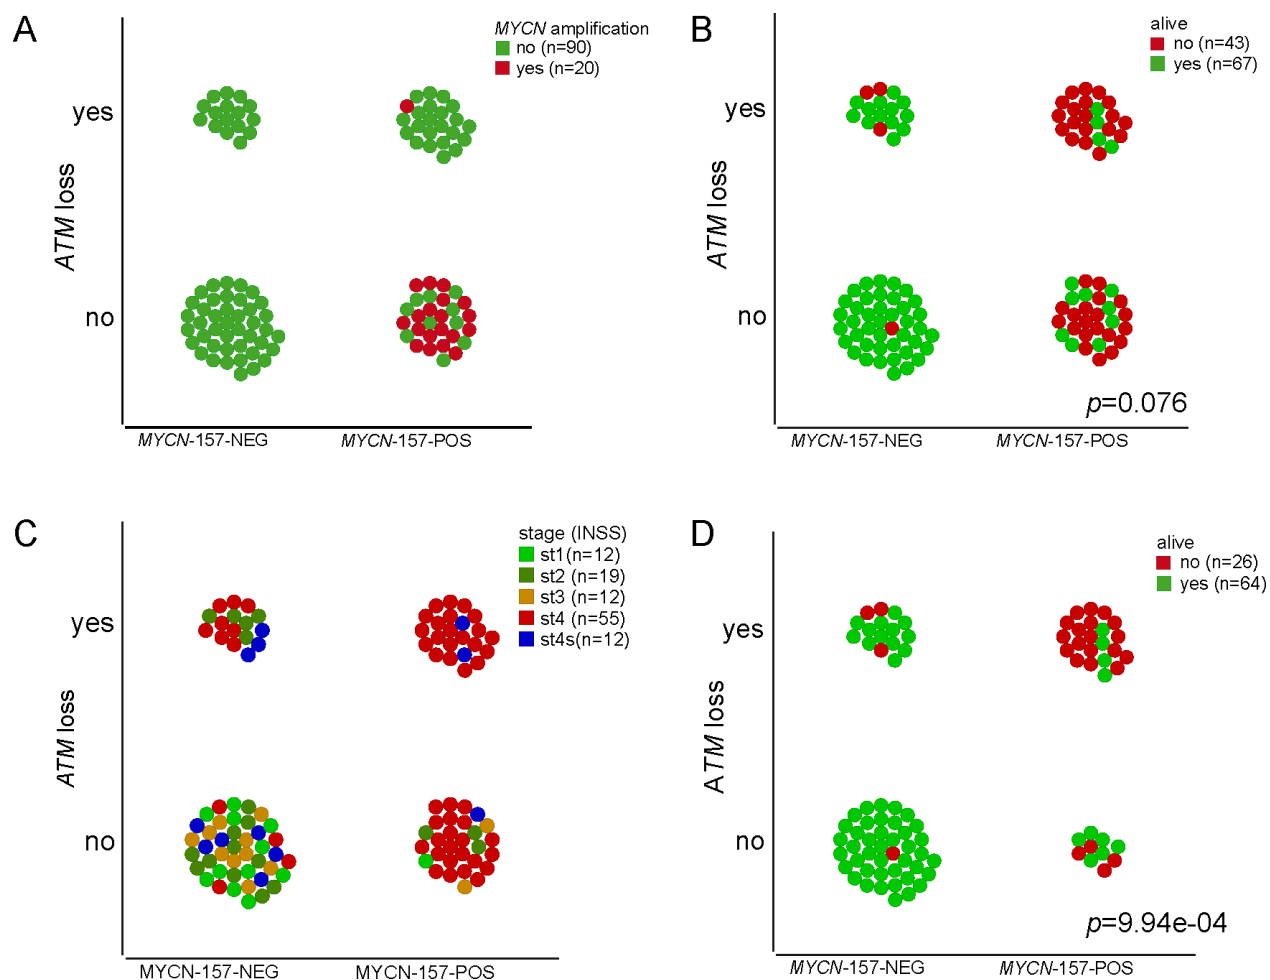 A
MYCN amplification
no (n=90)
yes (n=20)
yes
ATM loss
no
MYCN-157-NEG
MYCN-157-POS
B
alive
no (n=43)
yes (n=67)
yes
ATM loss
no
p=0.076
MYCN-157-NEG
MYCN-157-POS
C
stage (INSS)
st1(n=12)
st2 (n=19)
st3 (n=12)
st4 (n=55)
st4s(n=12)
yes
ATM loss
no
MYCN-157-NEG
MYCN-157-POS
D
alive
no (n=26)
yes (n=64)
yes
ATM loss
no
p=9.94e-04
MYCN-157-NEG
MYCN-157-POS